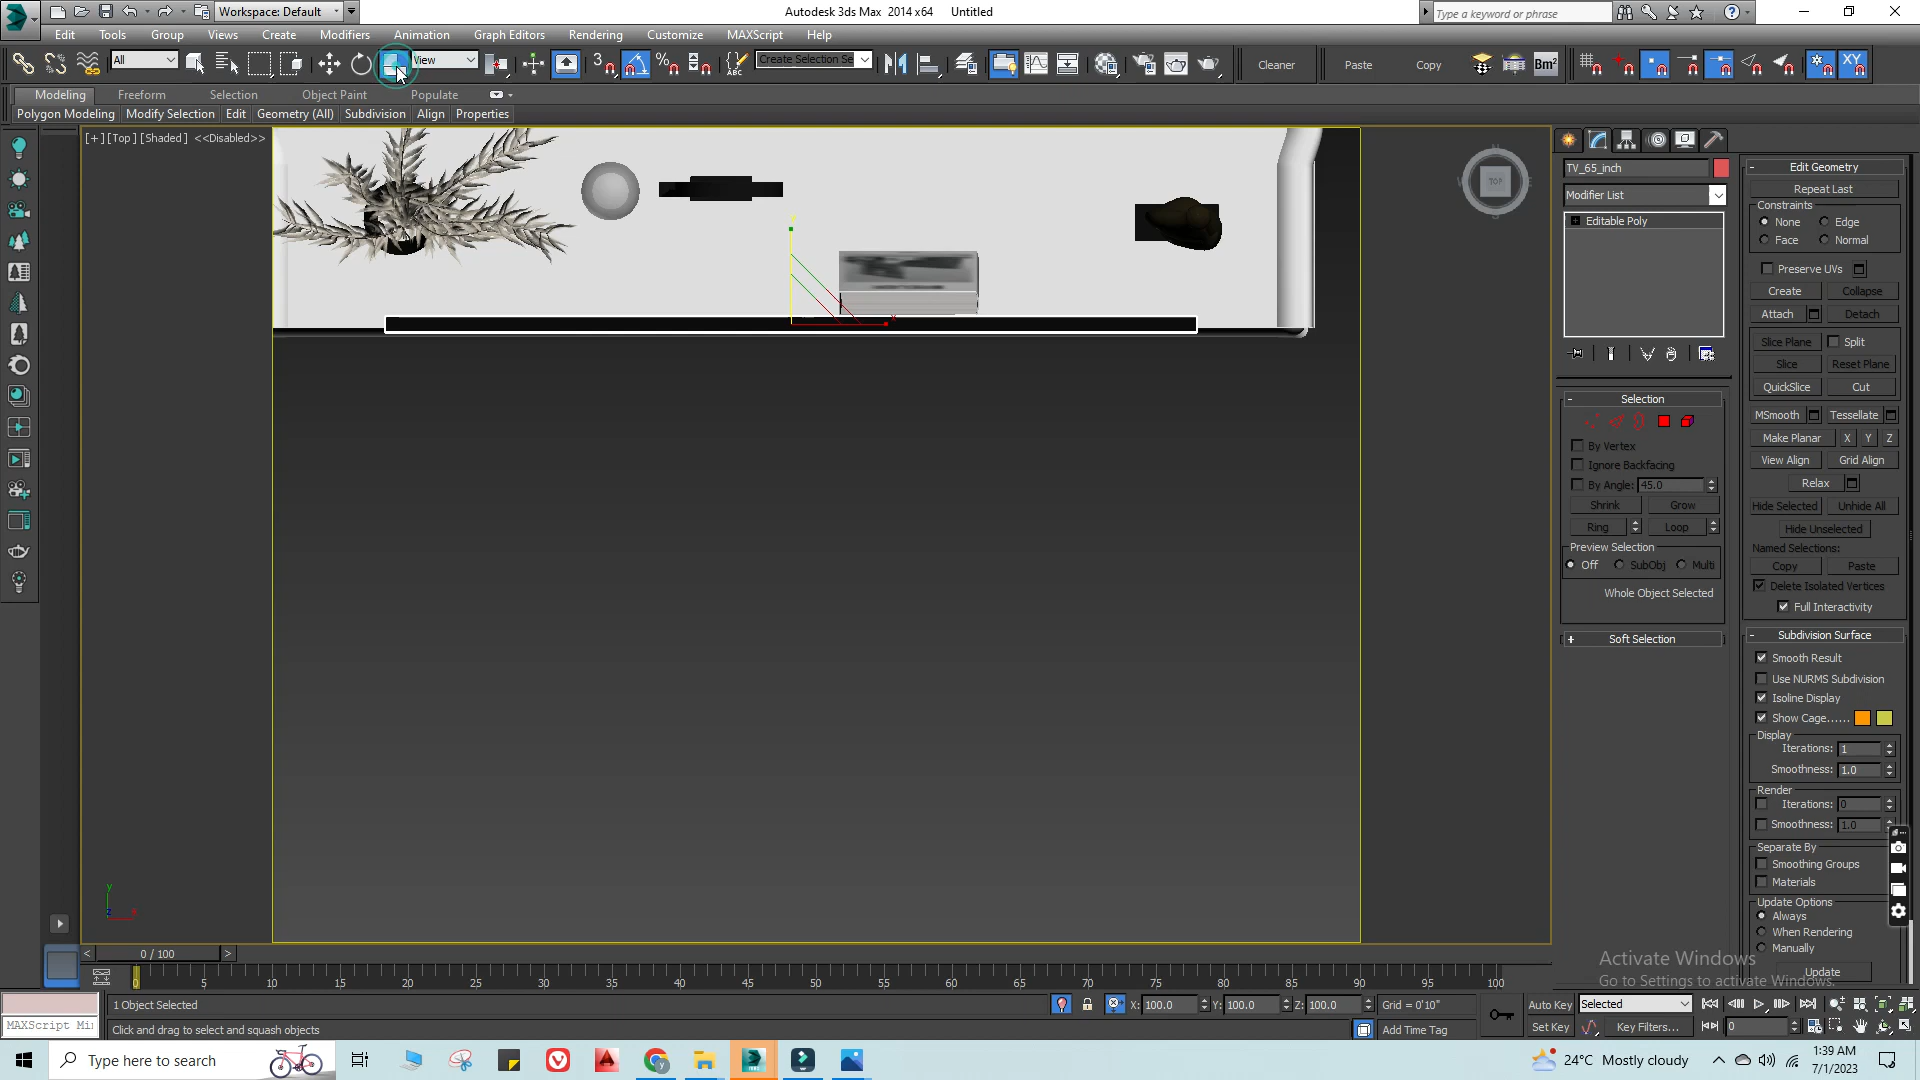 Workspace: Default
Autodesk 3ds Max 2014 x64 Untitled
Type a keyword or phrase
Edit Tools Group Views Create Modifiers Animation Graph Editors Rendering Customize MAXScript Help
All View 3 Create Selection Se Cleaner Paste Copy Bm² XY
Modeling Freeform Selection Object Paint Populate
Polygon Modeling Modify Selection Edit Geometry (All) Subdivision Align Properties
[+] [Top] [Shaded] <<Disabled>>
TOP
TV_65_inch
Modifier List
Editable Poly
- Selection
By Vertex
Ignore Backfacing
By Angle: 45.0
Shrink Grow
Ring Loop
Preview Selection
Off SubObj Multi
Whole Object Selected
+ Soft Selection
- Edit Geometry
Repeat Last
Constraints
None Edge
Face Normal
Preserve UVs
Create Collapse
Attach Detach
Slice Plane Split
Slice Reset Plane
QuickSlice Cut
MSmooth Tessellate
Make Planar X Y Z
View Align Grid Align
Relax
Hide Selected Unhide All
Hide Unselected
Named Selections:
Copy Paste
Delete Isolated Vertices
Full Interactivity
- Subdivision Surface
Smooth Result
Use NURMS Subdivision
Isoline Display
Show Cage......
Display
Iterations: 1
Smoothness: 1.0
Render
Iterations: 0
Smoothness: 1.0
Separate By
Smoothing Groups
Materials
Update Options
Always
When Rendering
Manually
Update
Activate Windows
Go to Settings to activate Windows.
< 0 / 100 >
0 5 10 15 20 25 30 35 40 45 50 55 60 65 70 75 80 85 90 95 100
1 Object Selected X: 100.0 Y: 100.0 Z: 100.0 Grid = 0'10" Auto Key Selected
MAXScript Mi Click and drag to select and squash objects Add Time Tag Set Key Key Filters... 0
Type here to search 24°C Mostly cloudy 1:39 AM
7/1/2023